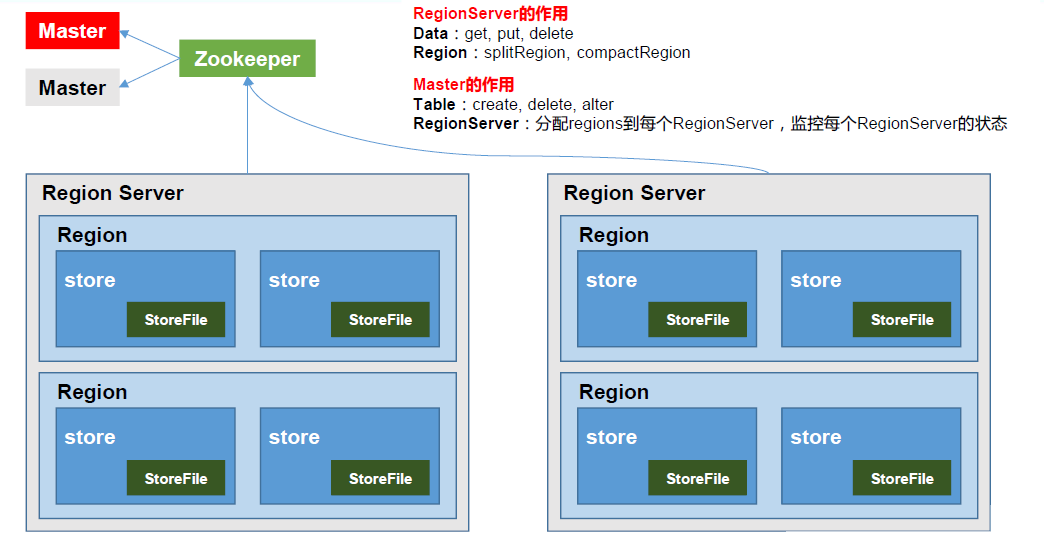 Master
Master
Zookeeper
RegionServer的作用
Data：get, put, delete
Region：splitRegion, compactRegion
Master的作用
Table：create, delete, alter
RegionServer：分配regions到每个RegionServer，监控每个RegionServer的状态
Region Server
Region
store
StoreFile
store
StoreFile
Region
store
StoreFile
store
StoreFile
Region Server
Region
store
StoreFile
store
StoreFile
Region
store
StoreFile
store
StoreFile